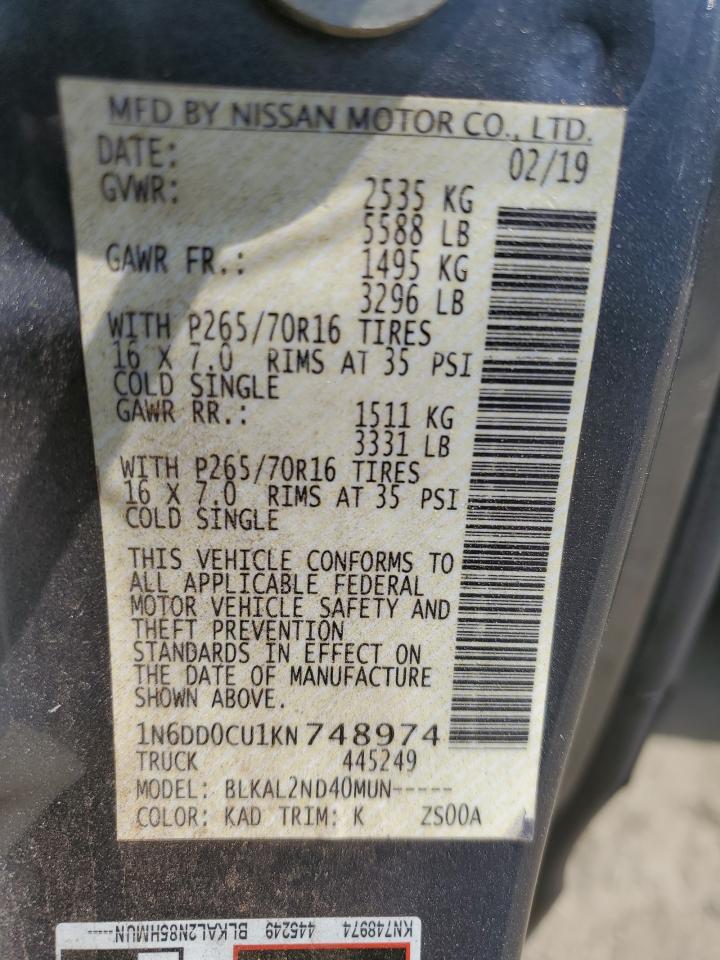 MFD BY NISSAN MOTOR CO., LTD.
DATE: 02/19
GVWR: 2535 KG
5588 LB
GAWR FR.: 1495 KG
3296 LB
WITH P265/70R16 TIRES
16 X 7.0 RIMS AT 35 PSI
COLD SINGLE
GAWR RR.: 1511 KG
3331 LB
WITH P265/70R16 TIRES
16 X 7.0 RIMS AT 35 PSI
COLD SINGLE
THIS VEHICLE CONFORMS TO
ALL APPLICABLE FEDERAL
MOTOR VEHICLE SAFETY AND
THEFT PREVENTION
STANDARDS IN EFFECT ON
THE DATE OF MANUFACTURE
SHOWN ABOVE.
1N6DD0CU1KN748974
TRUCK 445249
MODEL: BLKAL2ND40MUN-----
COLOR: KAD TRIM: K ZS00A
KN748974 445249 BLKAL2N85HMUN-----